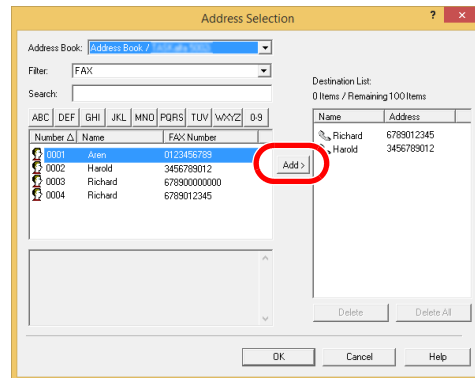 Address Selection
? ×
Address Book: Address Book /
Filter: FAX
Search:
Destination List:
0 Items / Remaining 100 Items
ABC DEF GHI JKL MNO PQRS TUV WXYZ 0-9
Number △ Name FAX Number
0001 Aren 0123456789
0002 Harold 3456789012
0003 Richard 678900000000
0004 Richard 6789012345
Add >
Name Address
Richard 6789012345
Harold 3456789012
Delete Delete All
OK Cancel Help